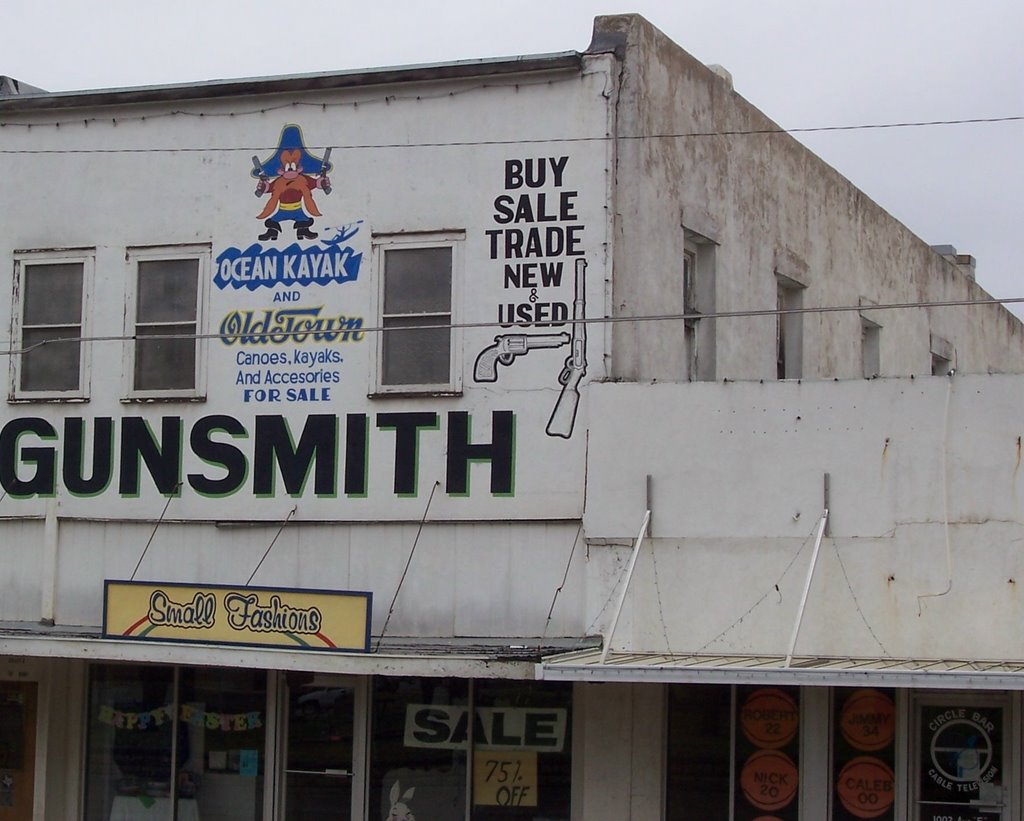 BUY
SALE
TRADE
NEW
&
USED
OCEAN KAYAK
AND
Old Town
Canoes, Kayaks,
And Accesories
FOR SALE
GUNSMITH
Small Fashions
HAPPY EASTER
SALE
75%
OFF
ROBERT
22
NICK
20
JIMMY
34
CALEB
00
CIRCLE BAR
CABLE TELEVISION